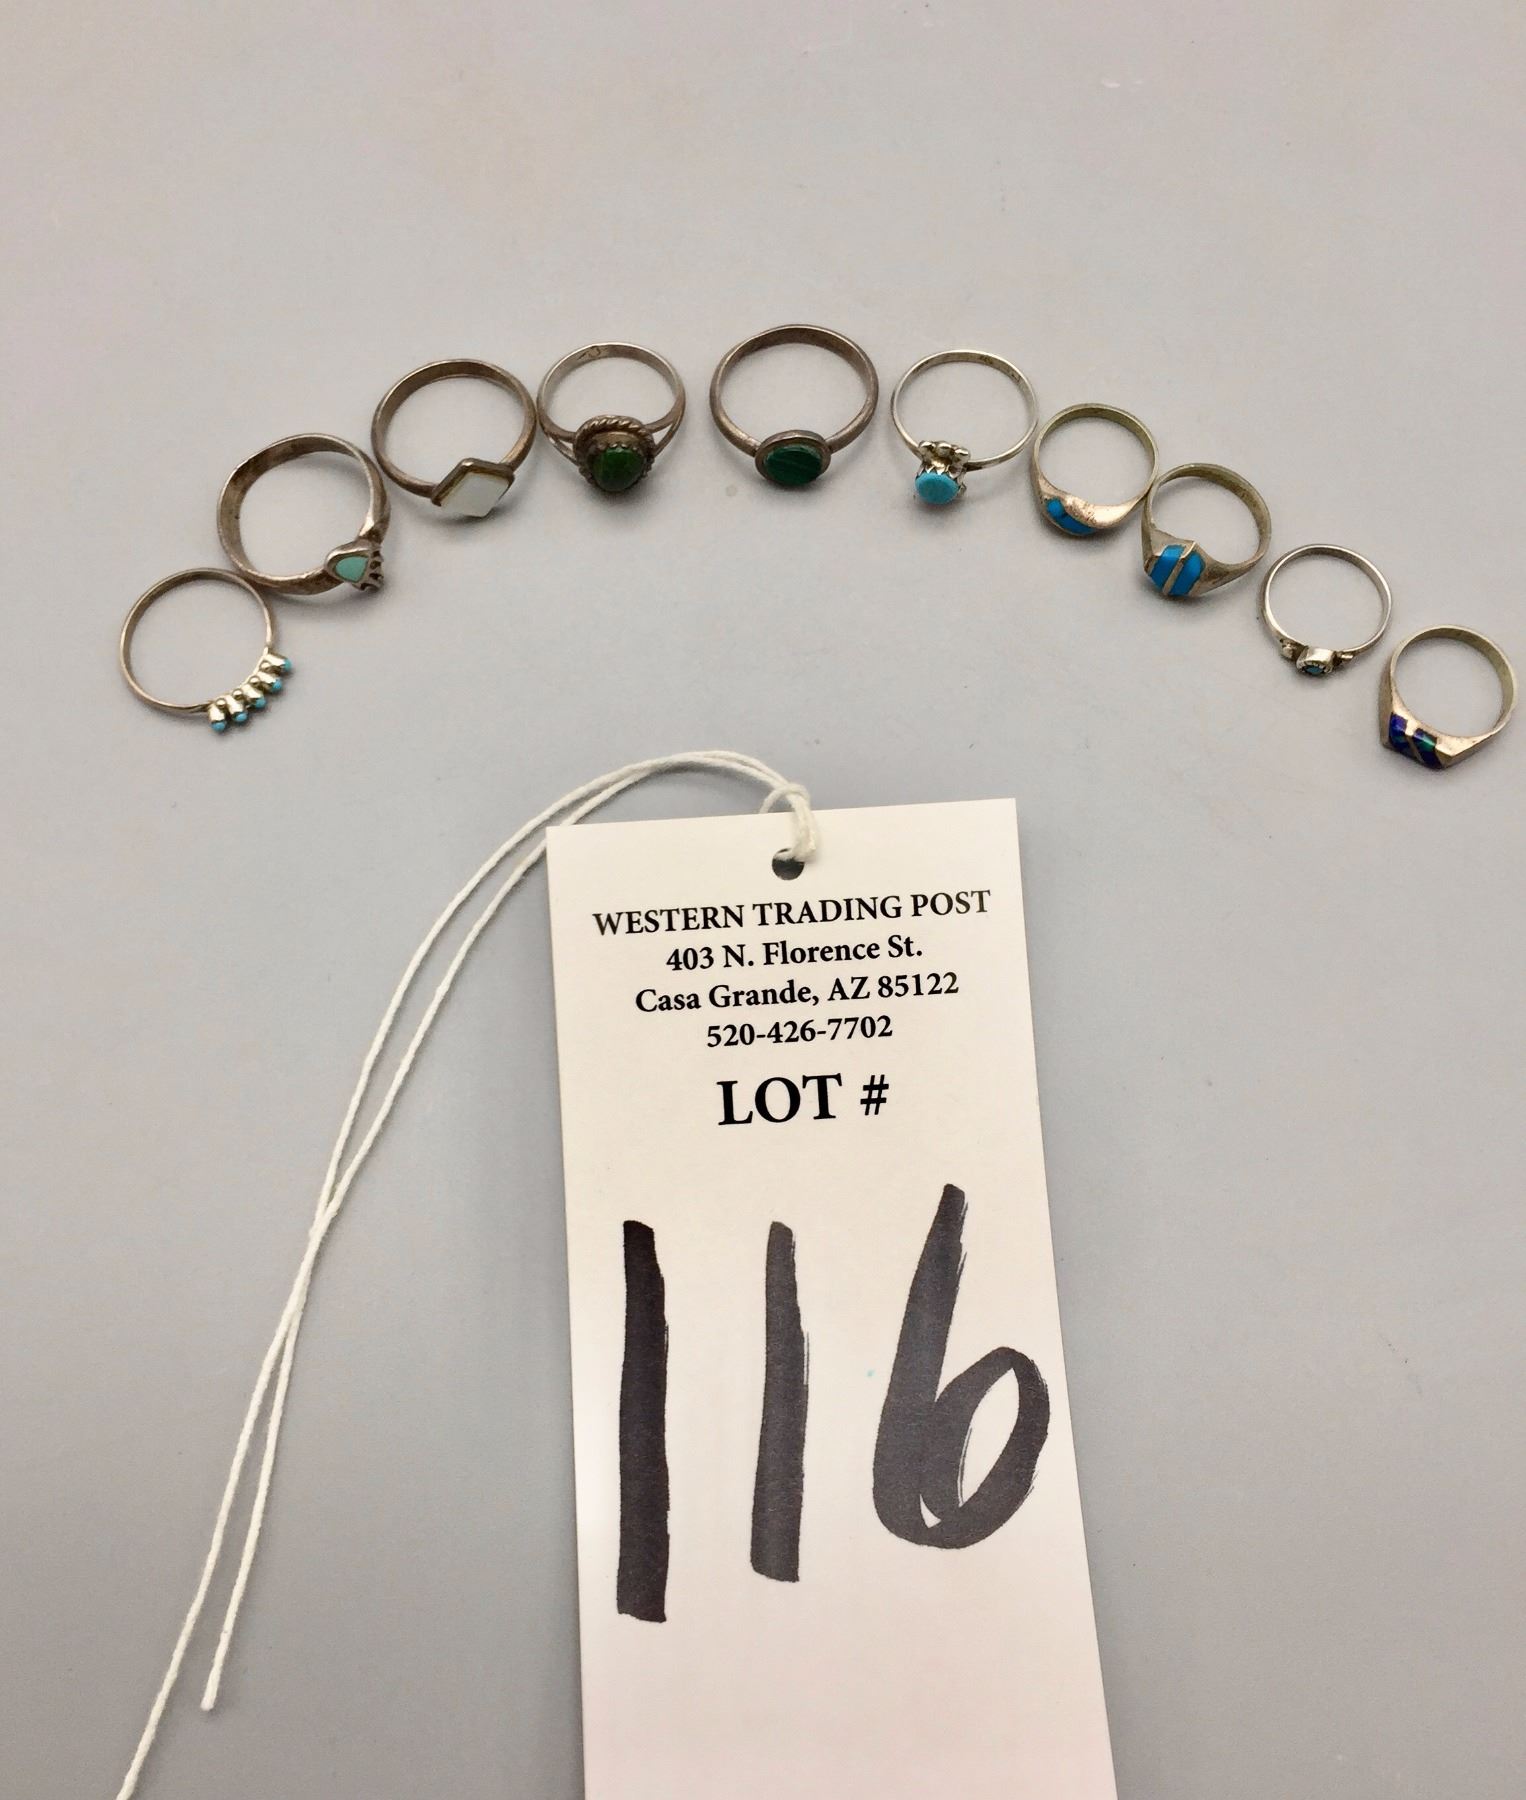 WESTERN TRADING POST
403 N. Florence St.
Casa Grande, AZ 85122
520-426-7702
LOT #
116